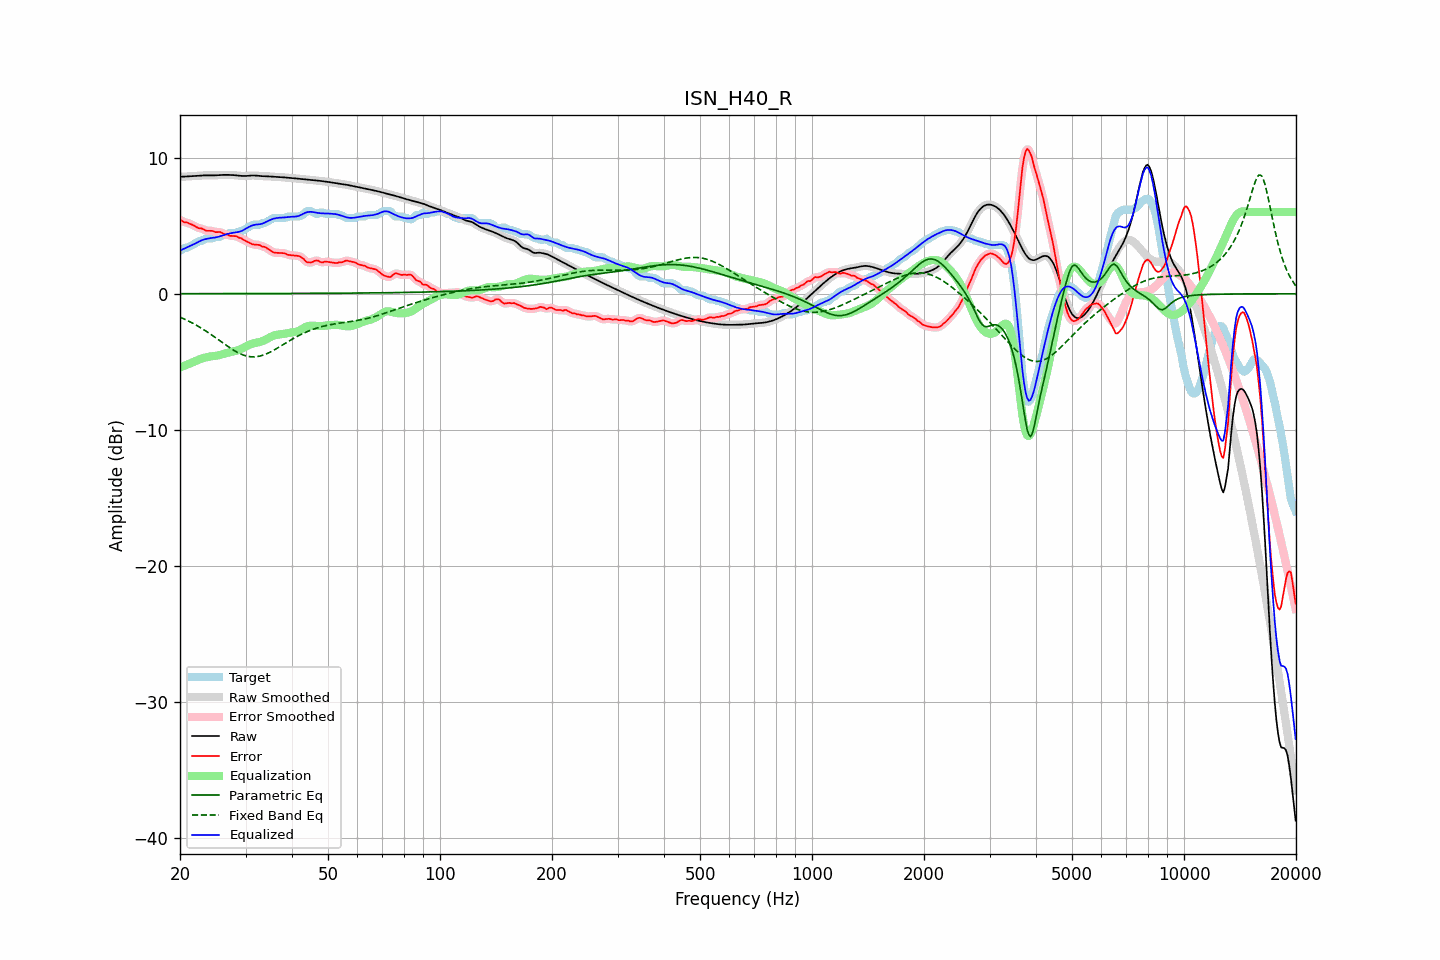 ISN_H40_R
Amplitude (dBr)
10
0
−10
−20
−30
−40
Target
Raw Smoothed
Error Smoothed
Raw
Error
Equalization
Parametric Eq
Fixed Band Eq
Equalized
20 50 100 200 500 1000 2000 5000 10000 20000
Frequency (Hz)